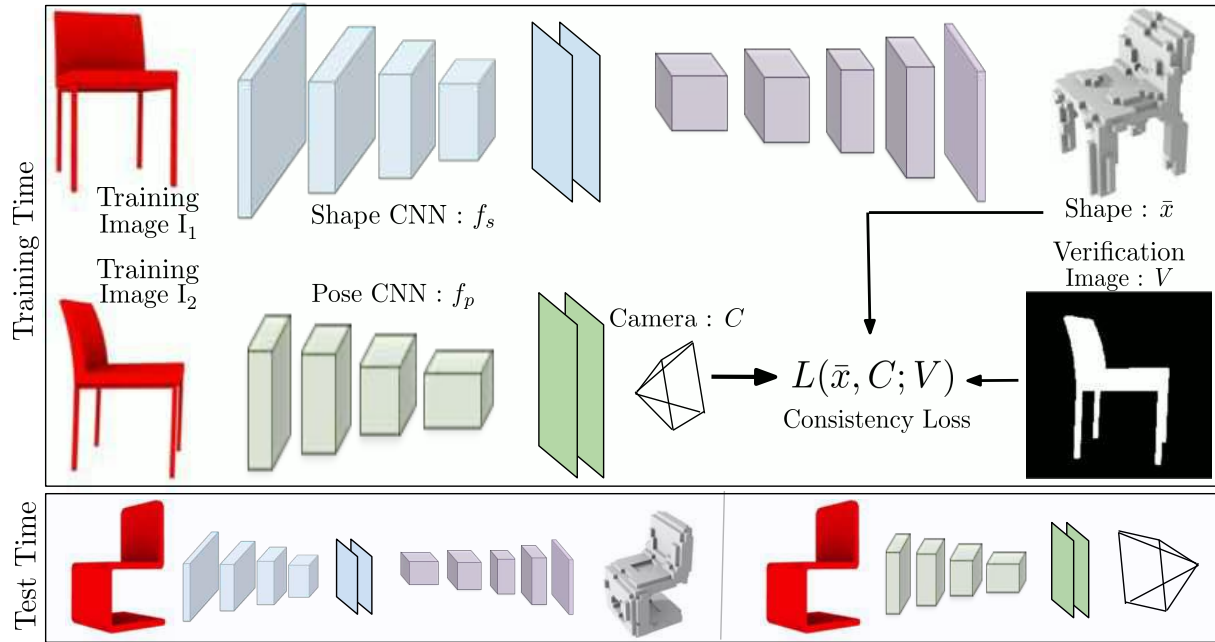 Training Time
Training
Image I₁
Shape CNN : fₛ
Shape : x̄
Training
Image I₂
Pose CNN : fₚ
Camera : C
Verification
Image : V
L(x̄, C; V)
Consistency Loss
Test Time